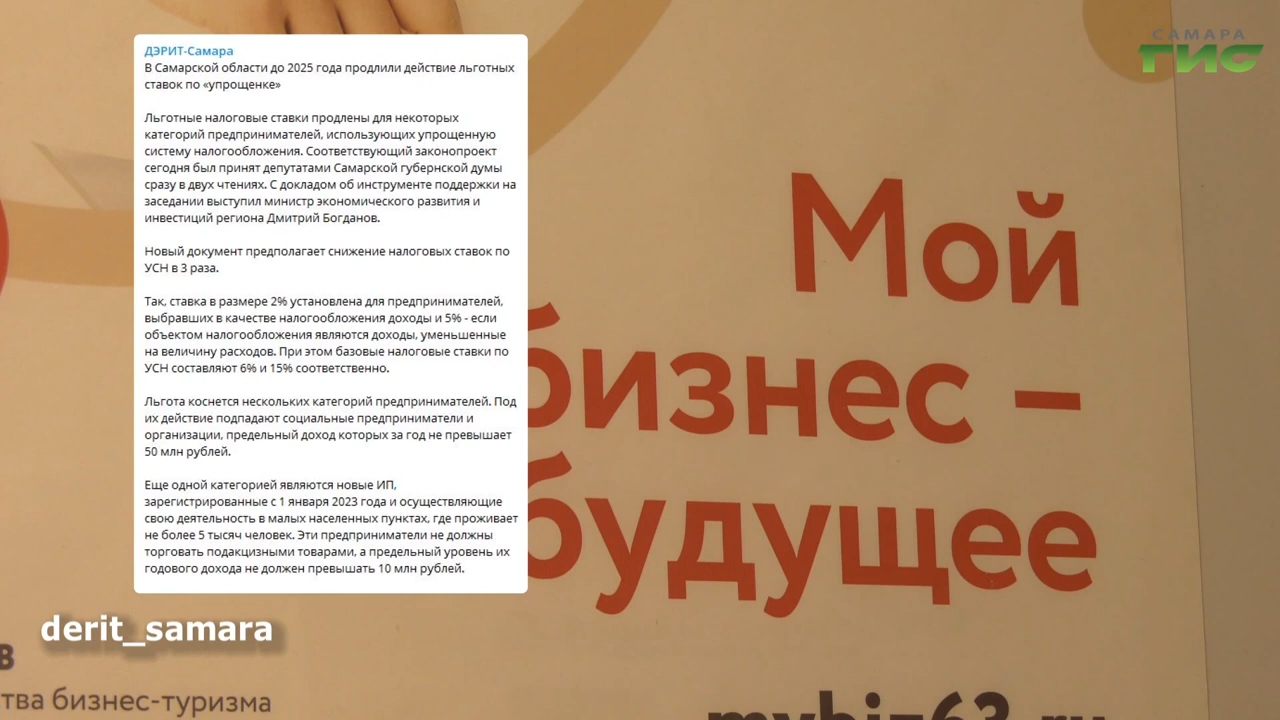 ДЭРИТ-Самара
В Самарской области до 2025 года продлили действие льготных
ставок по «упрощенке»
Льготные налоговые ставки продлены для некоторых
категорий предпринимателей, использующих упрощенную
систему налогообложения. Соответствующий законопроект
сегодня был принят депутатами Самарской губернской думы
сразу в двух чтениях. С докладом об инструменте поддержки на
заседании выступил министр экономического развития и
инвестиций региона Дмитрий Богданов.
Новый документ предполагает снижение налоговых ставок по
УСН в 3 раза.
Так, ставка в размере 2% установлена для предпринимателей,
выбравших в качестве налогообложения доходы и 5% - если
объектом налогообложения являются доходы, уменьшенные
на величину расходов. При этом базовые налоговые ставки по
УСН составляют 6% и 15% соответственно.
Льгота коснется нескольких категорий предпринимателей. Под
их действие подпадают социальные предприниматели и
организации, предельный доход которых за год не превышает
50 млн рублей.
Еще одной категорией являются новые ИП,
зарегистрированные с 1 января 2023 года и осуществляющие
свою деятельность в малых населенных пунктах, где проживает
не более 5 тысяч человек. Эти предприниматели не должны
торговать подакцизными товарами, а предельный уровень их
годового дохода не должен превышать 10 млн рублей.
САМАРА
ГИС
Мой
бизнес –
будущее
derit_samara
в
тва бизнес-туризма
mybiz63.ru